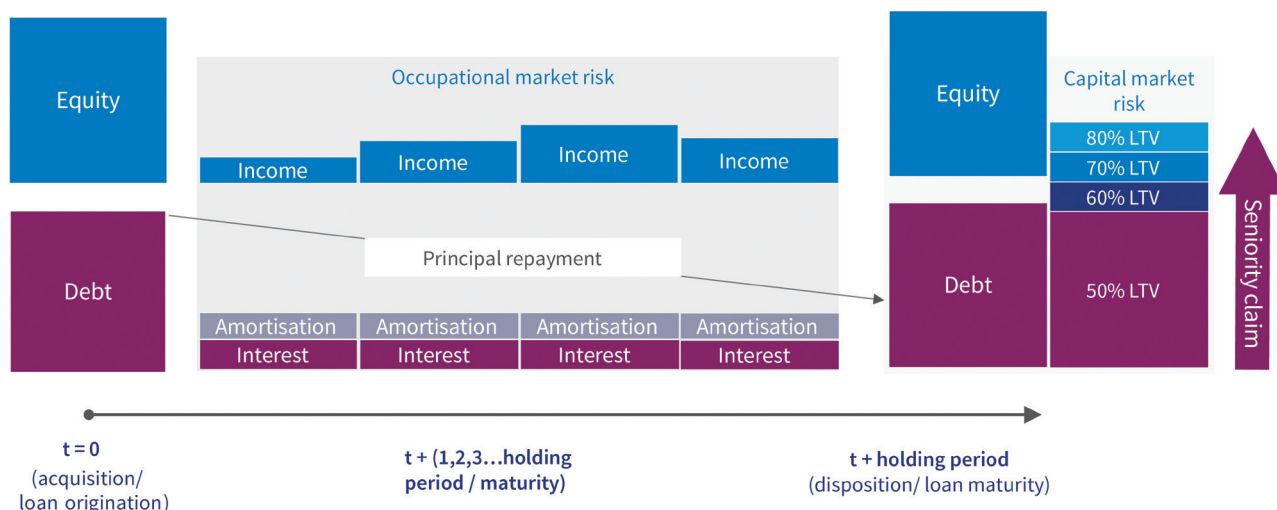 Equity
Debt
Occupational market risk
Income
Income
Income
Income
Principal repayment
Amortisation
Amortisation
Amortisation
Amortisation
Interest
Interest
Interest
Interest
Equity
Debt
Capital market
risk
80% LTV
70% LTV
60% LTV
50% LTV
Seniority claim
t = 0
(acquisition/
loan origination)
t + (1,2,3…holding
period / maturity)
t + holding period
(disposition/ loan maturity)